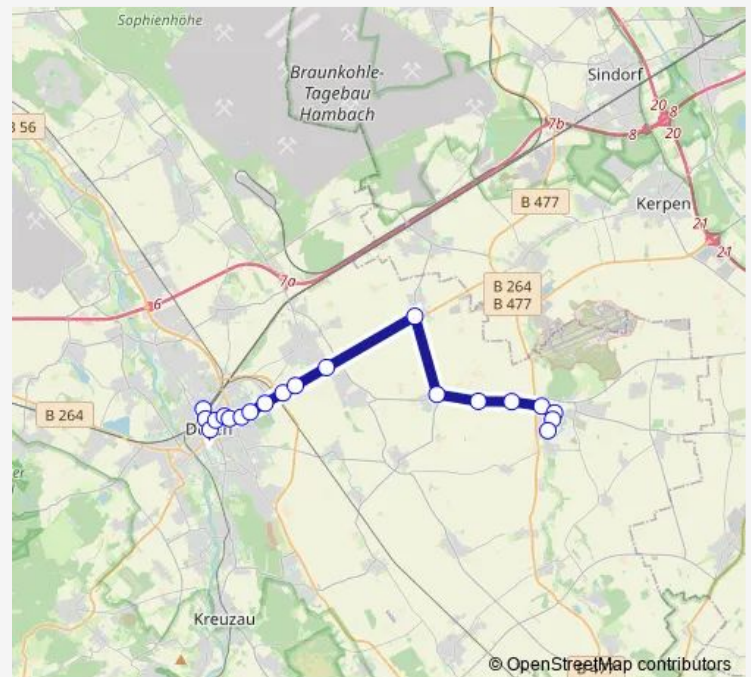 Sophienhöhe
Braunkohle-
Tagebau
Hambach
Sindorf
20
8
7b
8
20
B 56
Kerpen
B 477
21
21
7a
B 264
B 477
6
B 264
Kreuzau
© OpenStreetMap contributors